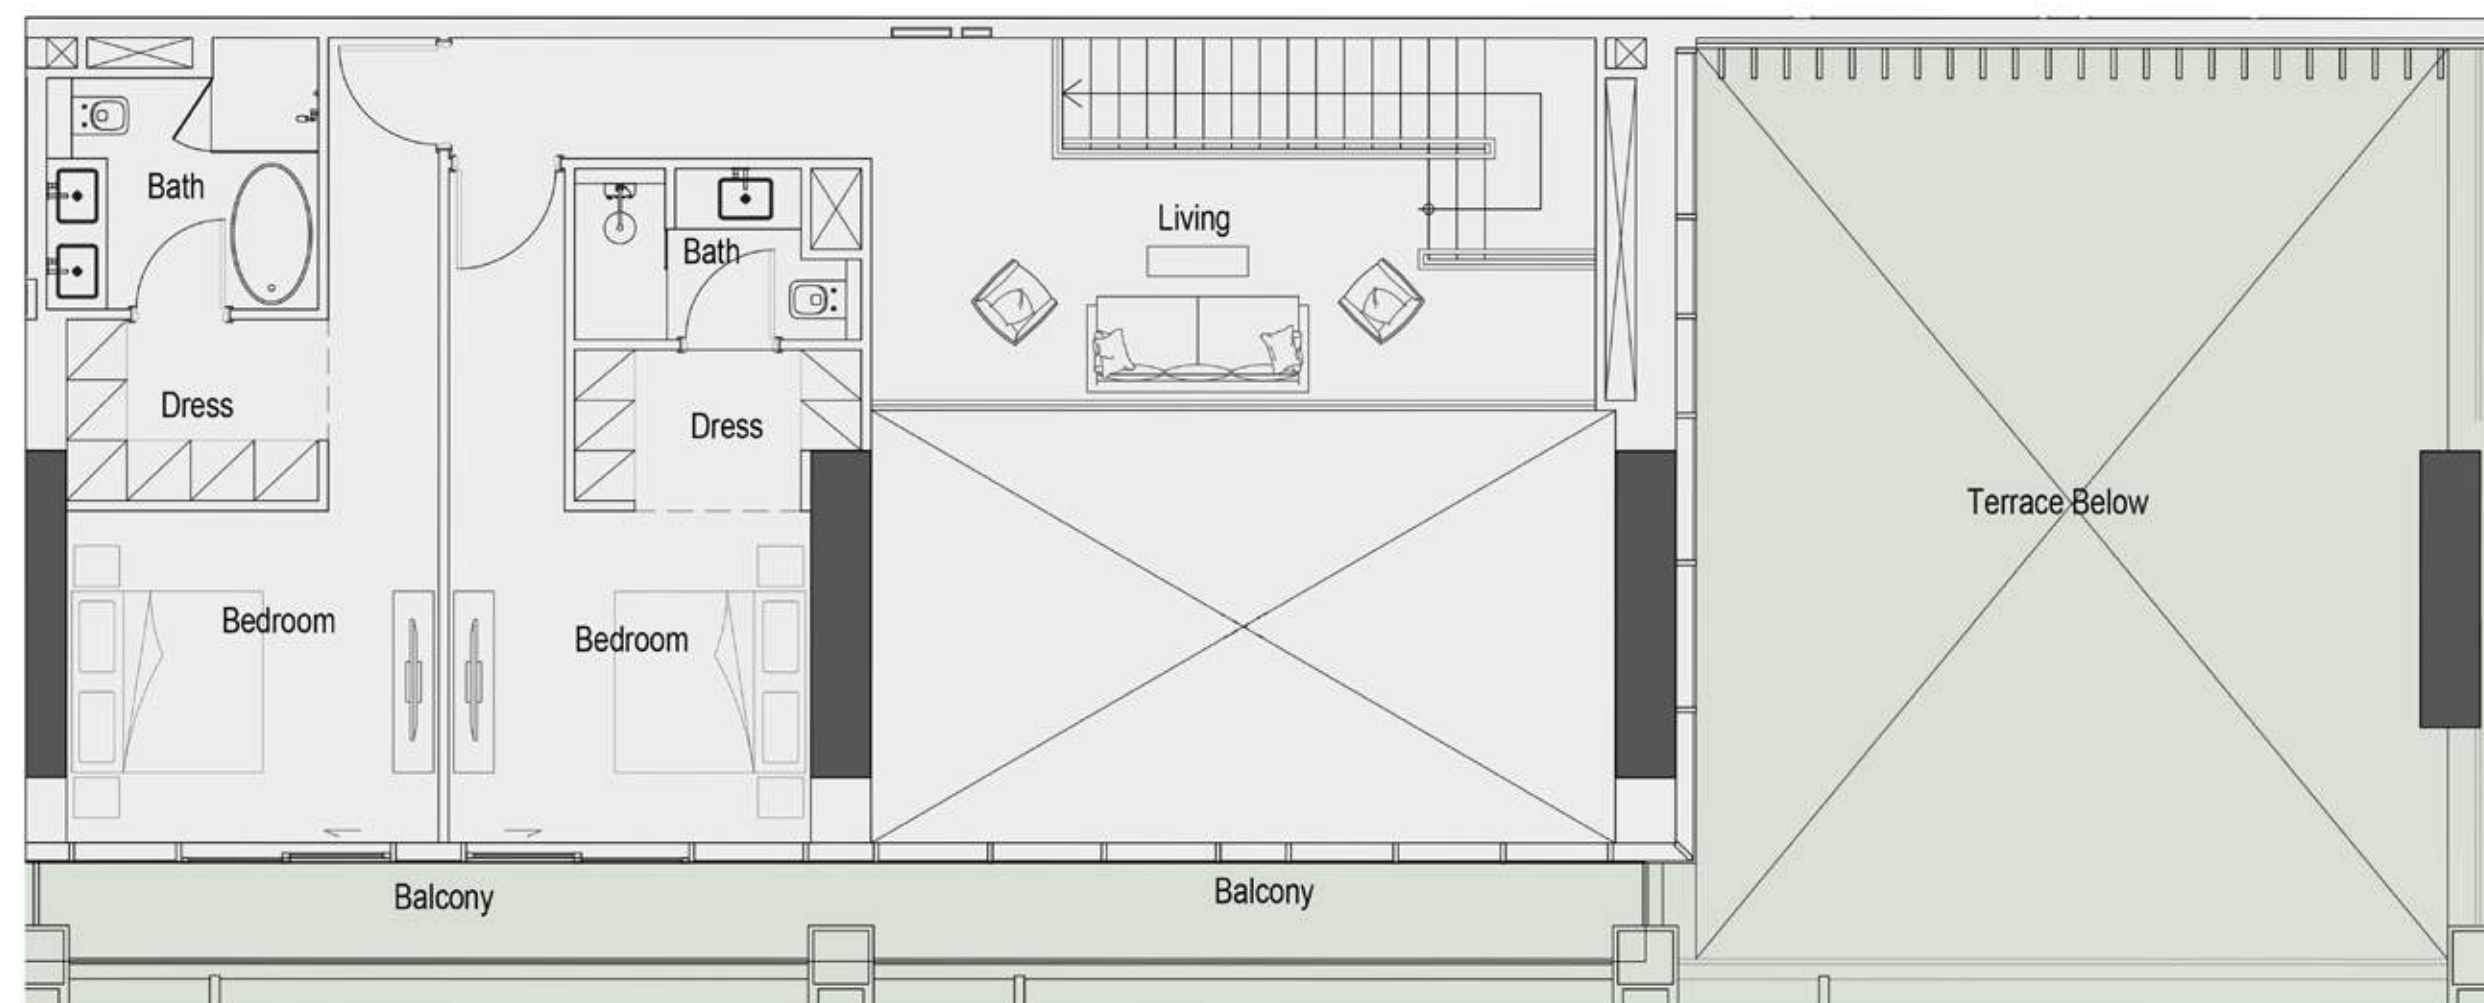 Bath
Living
Bath
Dress
Dress
Terrace Below
Bedroom
Bedroom
Balcony
Balcony